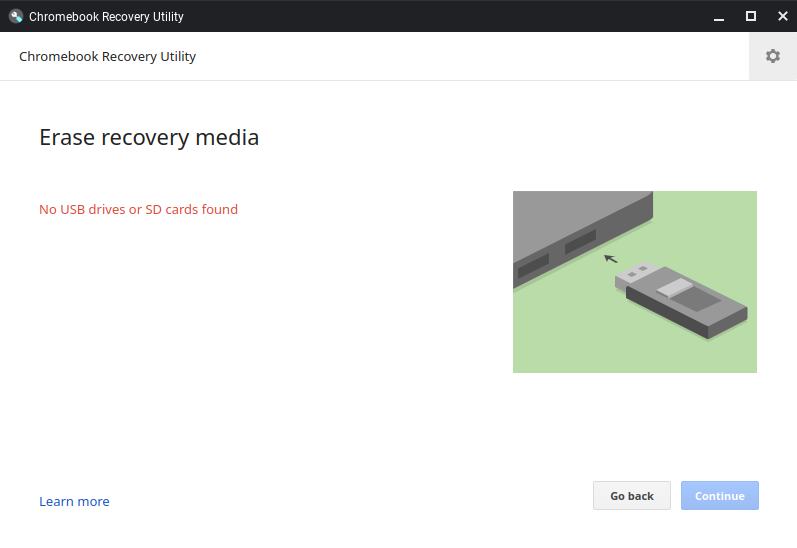 Chromebook Recovery Utility
Chromebook Recovery Utility
Erase recovery media
No USB drives or SD cards found
Learn more
Go back
Continue